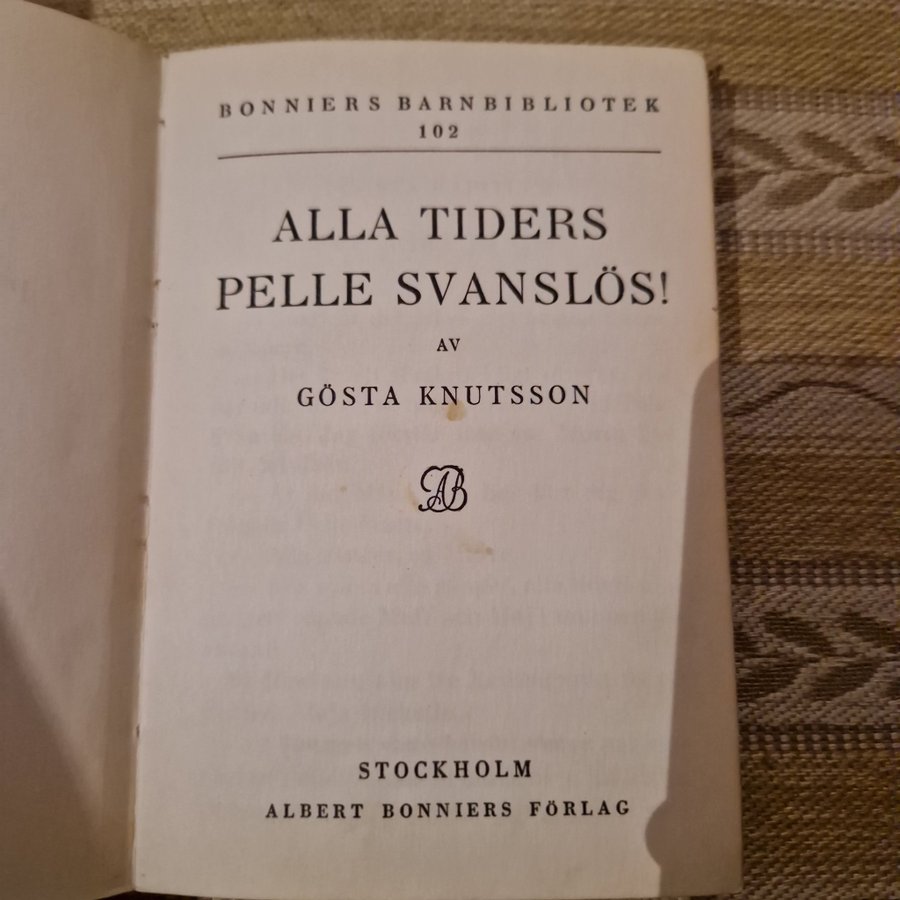 BONNIERS BARNBIBLIOTEK
102
ALLA TIDERS
PELLE SVANSLÖS!
AV
GÖSTA KNUTSSON
AB
STOCKHOLM
ALBERT BONNIERS FÖRLAG